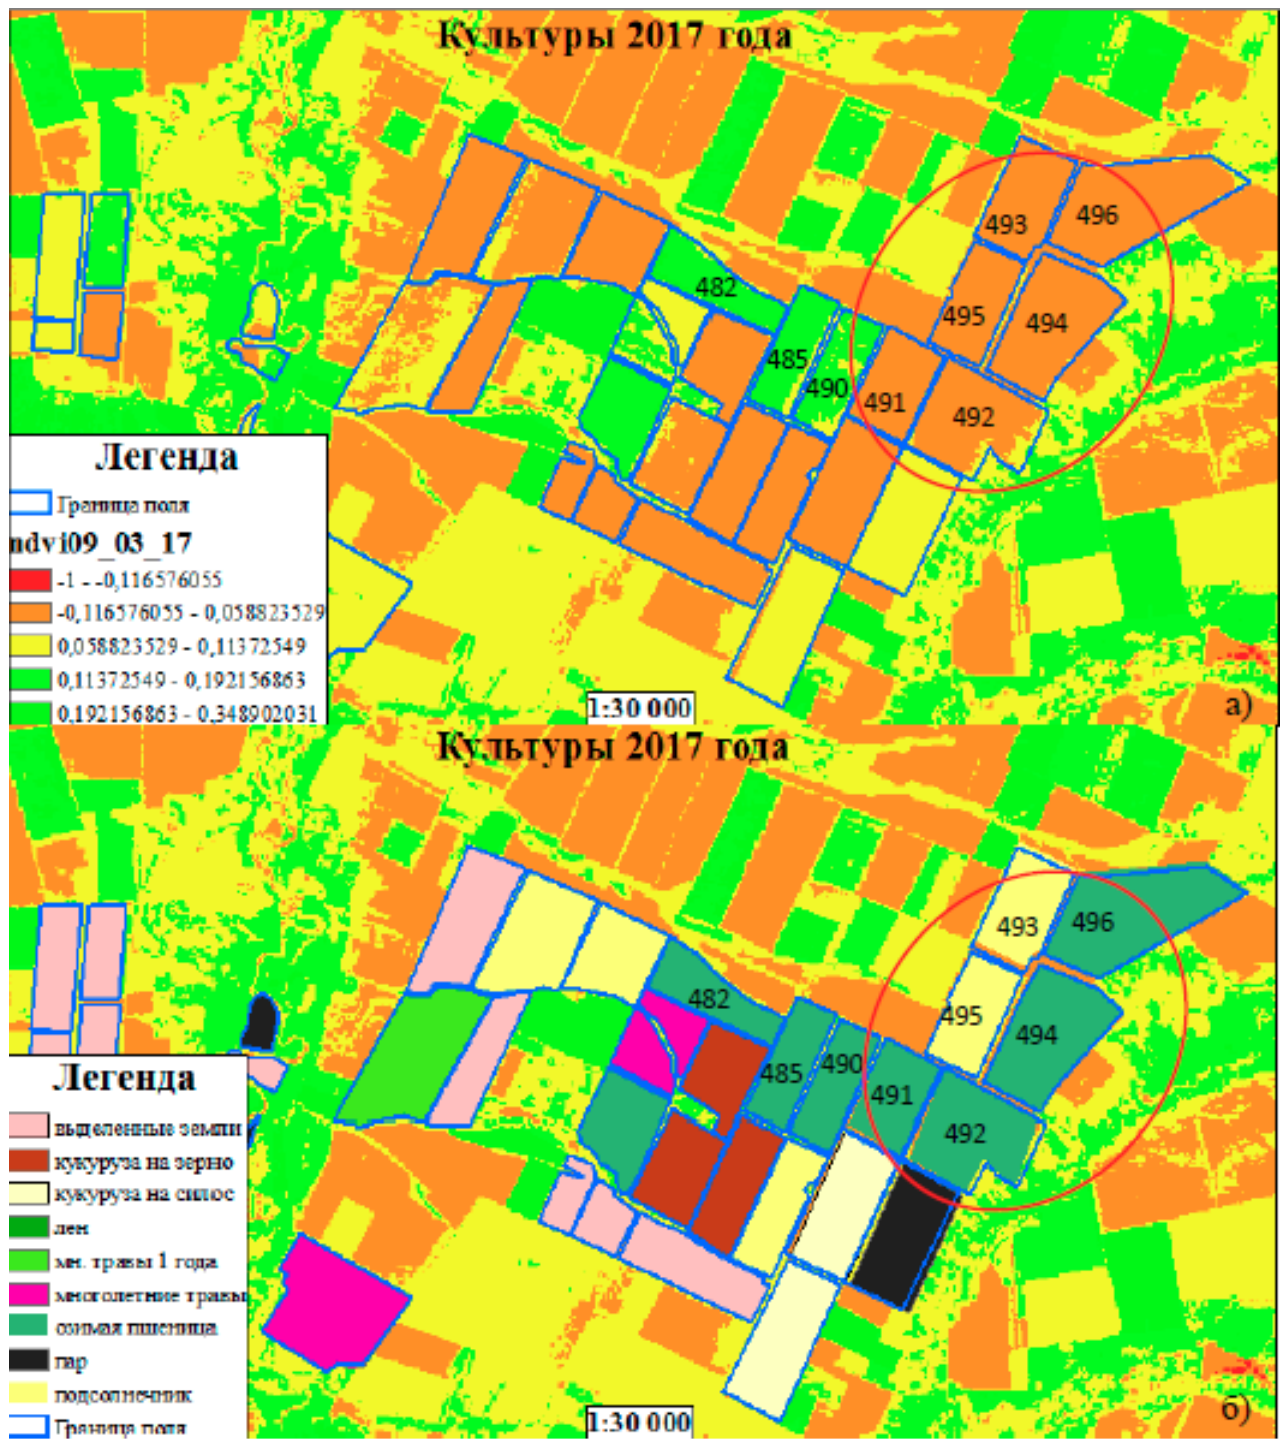 Культуры 2017 года
493
496
482
495
494
485
490
491
492
Легенда
Граница поля
ndvi09_03_17
-1 - -0,116576055
-0,116576055 - 0,058823529
0,058823529 - 0,11372549
0,11372549 - 0,192156863
0,192156863 - 0,348902031
1:30 000
а)
Культуры 2017 года
493
496
482
495
494
485
490
491
492
Легенда
выделенные земли
кукуруза на зерно
кукуруза на силос
лен
мн. травы 1 года
многолетние травы
озимая пшеница
пар
подсолнечник
Граница поля
1:30 000
б)